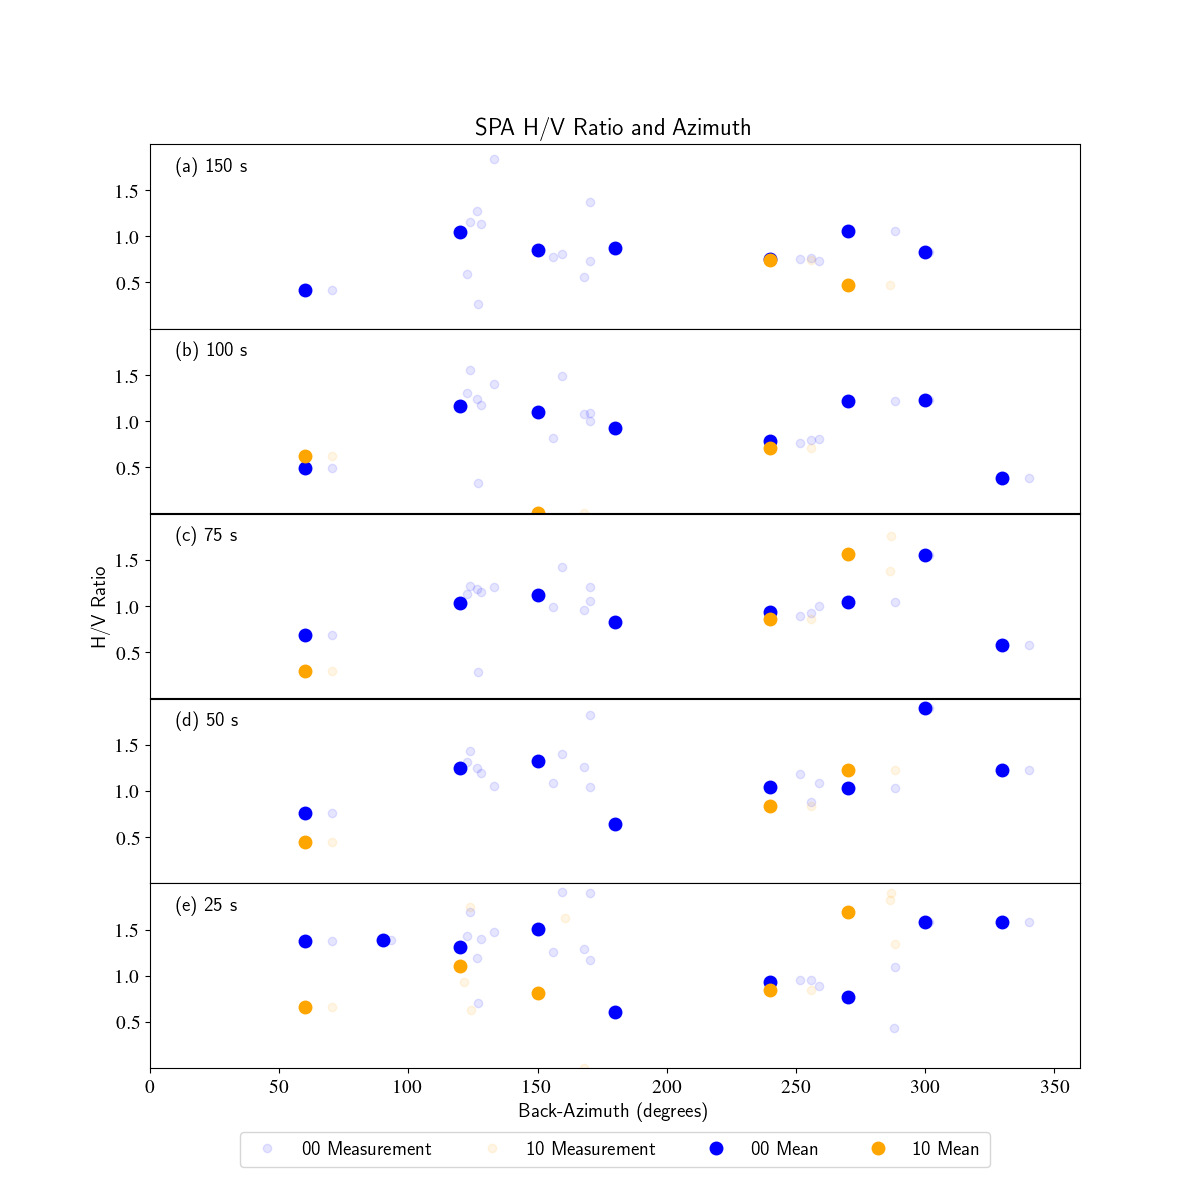 SPA H/V Ratio and Azimuth
(a) 150 s
1.5
1.0
0.5
(b) 100 s
1.5
1.0
0.5
(c) 75 s
1.5
1.0
0.5
H/V Ratio
(d) 50 s
1.5
1.0
0.5
(e) 25 s
1.5
1.0
0.5
0 50 100 150 200 250 300 350
Back-Azimuth (degrees)
00 Measurement 10 Measurement 00 Mean 10 Mean